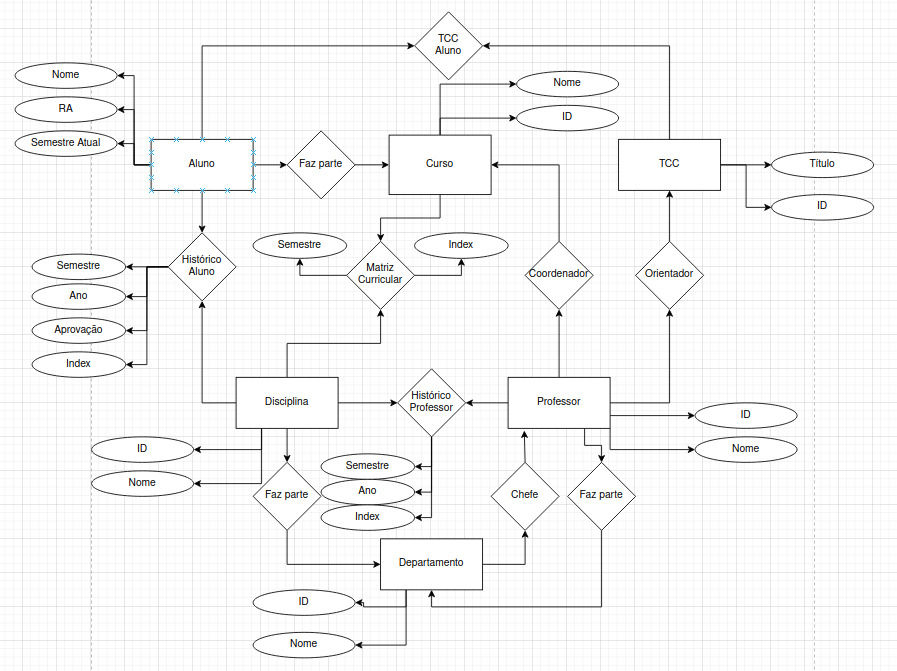 TCC
Aluno
Nome
Nome
RA
ID
Semestre Atual
Aluno
Faz parte
Curso
TCC
Título
ID
Semestre
Index
Histórico
Aluno
Matriz
Curricular
Coordenador
Orientador
Semestre
Ano
Aprovação
Index
Disciplina
Histórico
Professor
Professor
ID
Nome
ID
Nome
Semestre
Ano
Index
Faz parte
Chefe
Faz parte
Departamento
ID
Nome